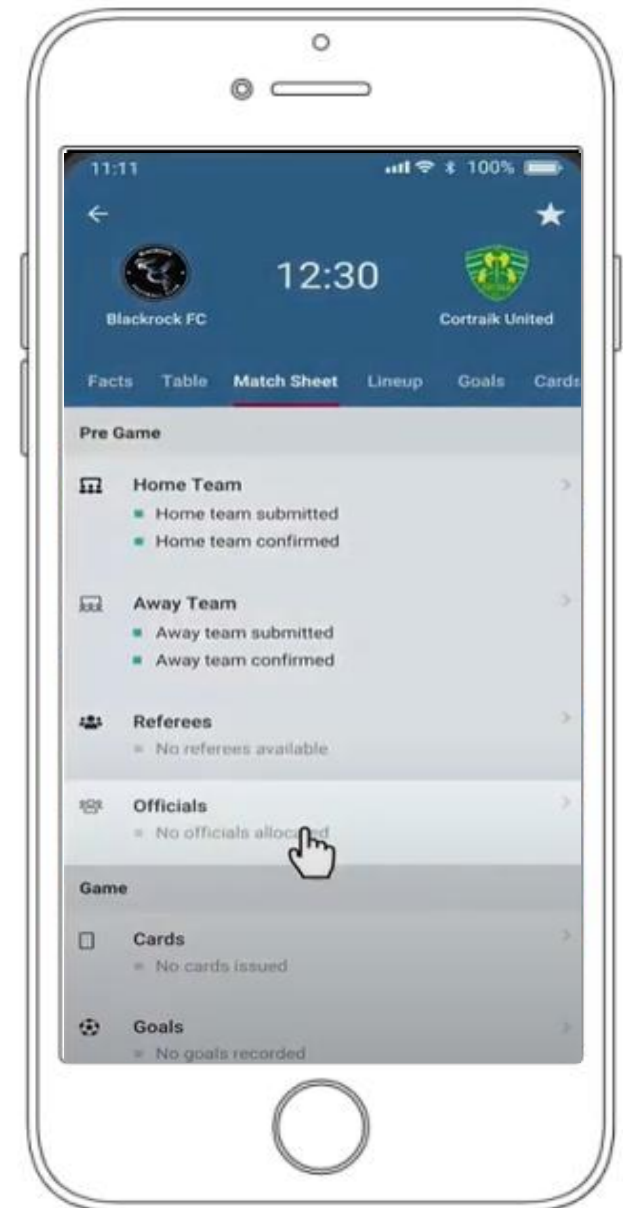 11:11 100%
12:30
Blackrock FC Cortraik United
Facts Table Match Sheet Lineup Goals Cards
Pre Game
Home Team
Home team submitted
Home team confirmed
Away Team
Away team submitted
Away team confirmed
Referees
No referees available
Officials
No officials allocated
Game
Cards
No cards issued
Goals
No goals recorded